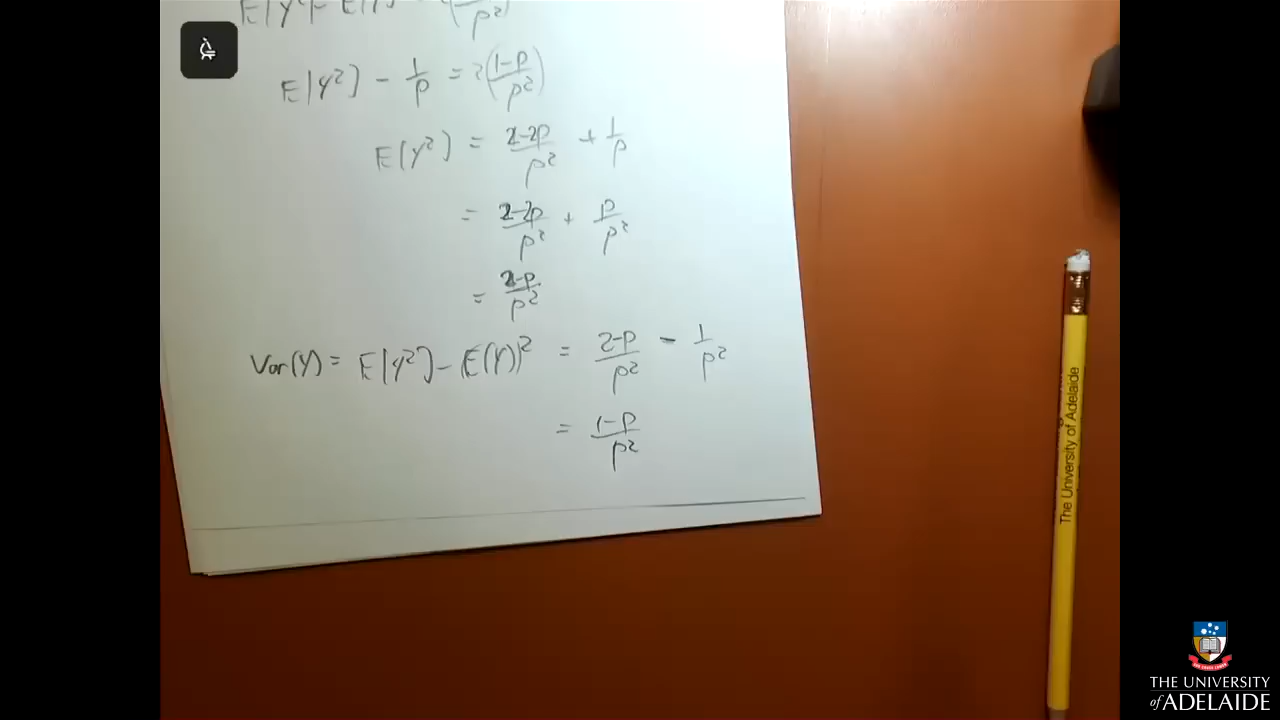 E[Y²] - 1/p = 2((1-p)/p²)
E[Y²] = (2-2p)/p² + 1/p
= (2-2p)/p² + p/p²
= (2-p)/p²
Var(Y) = E[Y²] - E(Y)² = (2-p)/p² - 1/p²
= (1-p)/p²
The University of Adelaide
THE UNIVERSITY
of ADELAIDE